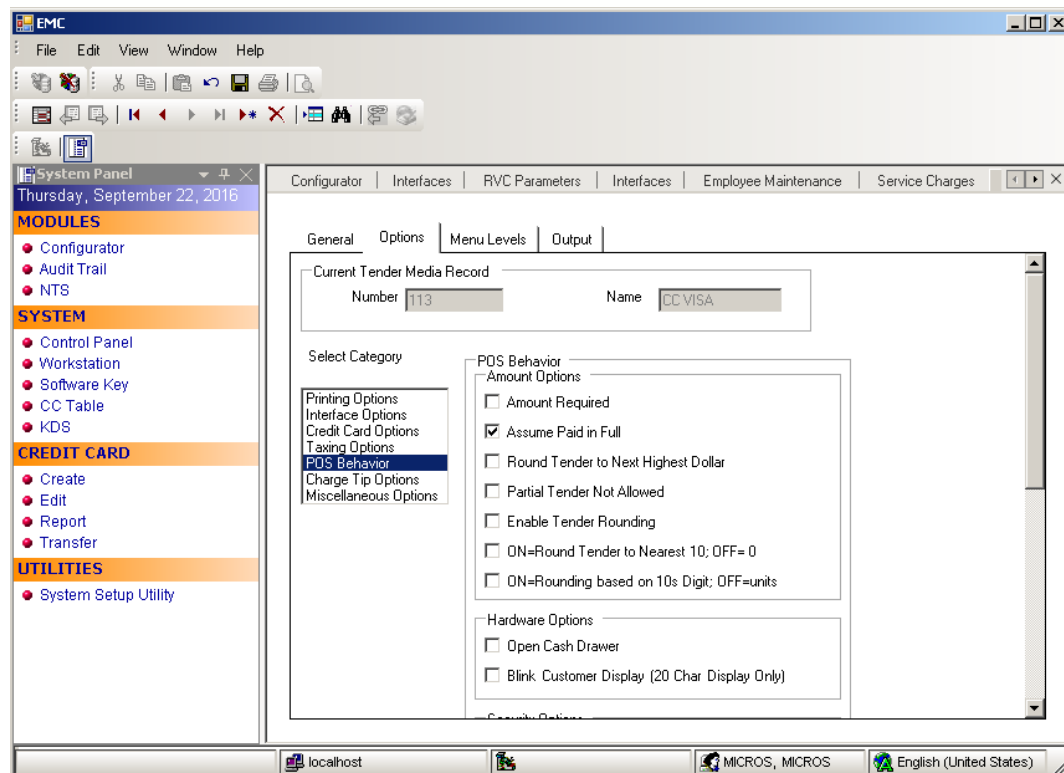 EMC
File Edit View Window Help
System Panel
Thursday, September 22, 2016
MODULES
Configurator
Audit Trail
NTS
SYSTEM
Control Panel
Workstation
Software Key
CC Table
KDS
CREDIT CARD
Create
Edit
Report
Transfer
UTILITIES
System Setup Utility
Configurator | Interfaces | RVC Parameters | Interfaces | Employee Maintenance | Service Charges
General Options Menu Levels Output
Current Tender Media Record
Number 113 Name CC VISA
Select Category
Printing Options
Interface Options
Credit Card Options
Taxing Options
POS Behavior
Charge Tip Options
Miscellaneous Options
POS Behavior
Amount Options
Amount Required
Assume Paid in Full
Round Tender to Next Highest Dollar
Partial Tender Not Allowed
Enable Tender Rounding
ON=Round Tender to Nearest 10; OFF= 0
ON=Rounding based on 10s Digit; OFF=units
Hardware Options
Open Cash Drawer
Blink Customer Display (20 Char Display Only)
Security Options
localhost MICROS, MICROS English (United States)